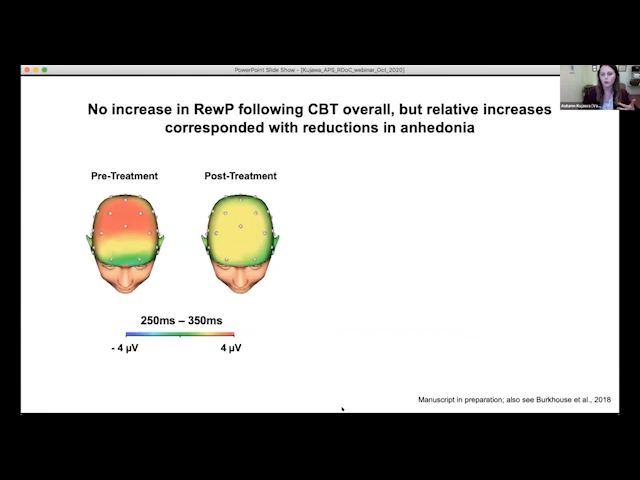 PowerPoint Slide Show - [Kujawa_APS_RDoC_webinar_Oct_2020]
Autumn Kujawa (Va...
No increase in RewP following CBT overall, but relative increases
corresponded with reductions in anhedonia
Pre-Treatment Post-Treatment
250ms – 350ms
- 4 µV 4 µV
Manuscript in preparation; also see Burkhouse et al., 2018